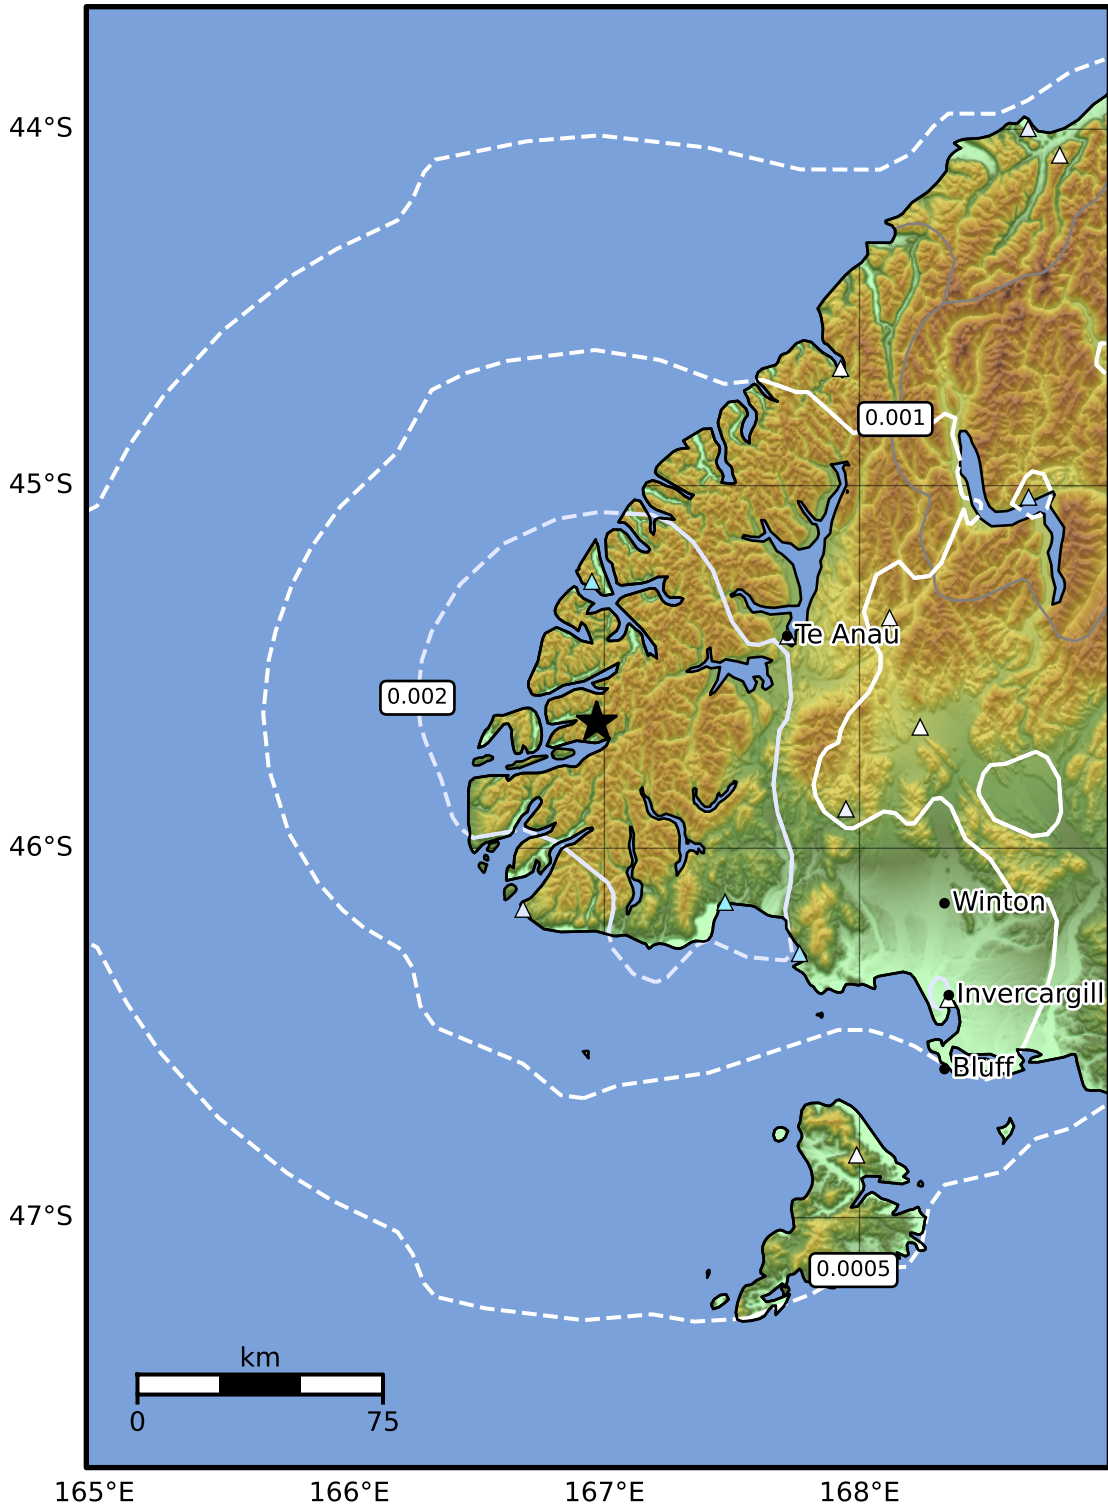 44°S
0.001
45°S
Te Anau
0.002
46°S
Winton
Invercargill
Bluff
47°S
0.0005
km
0 75
165°E 166°E 167°E 168°E